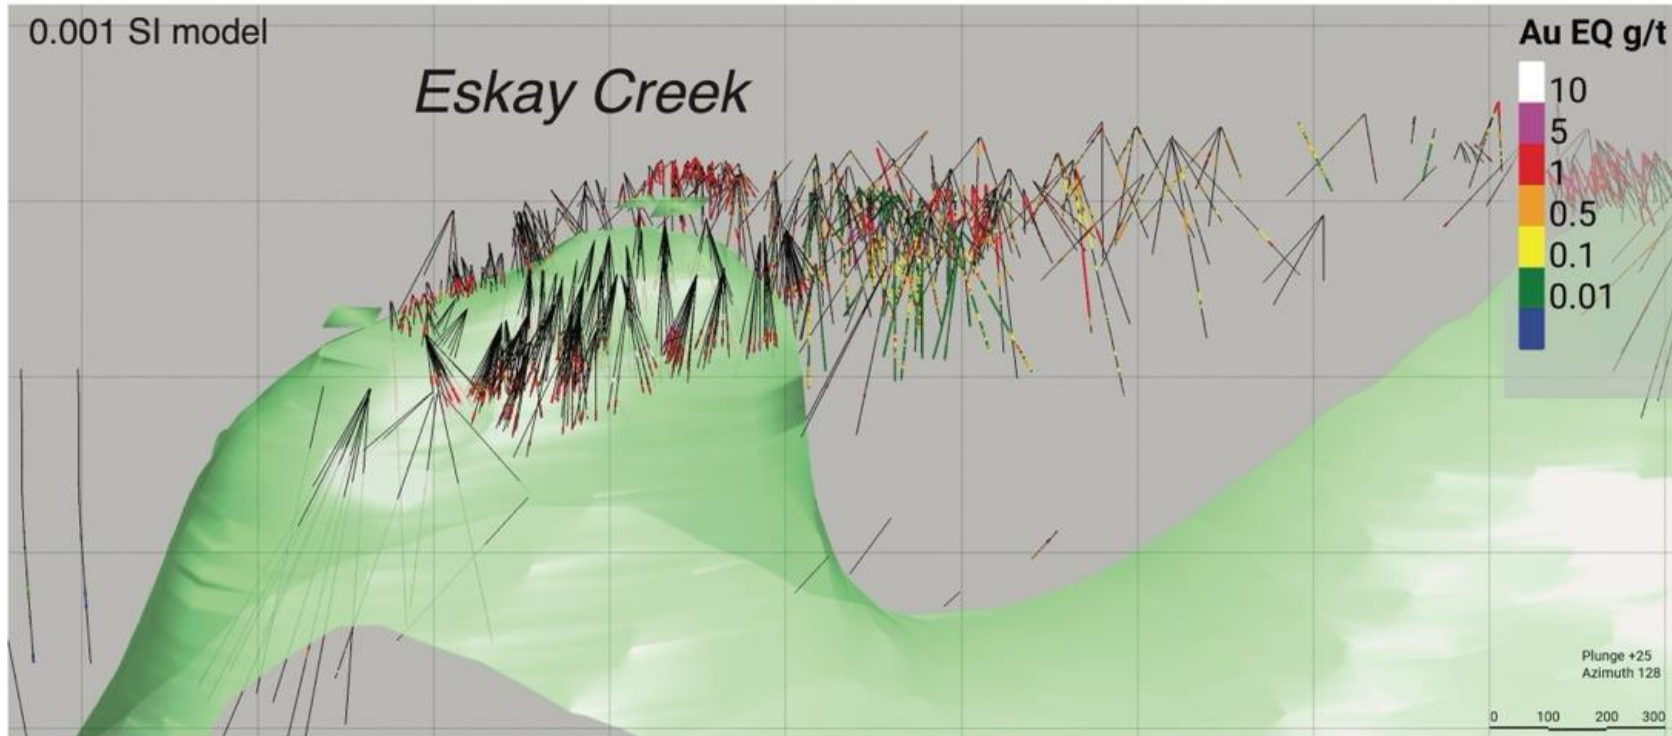 0.001 SI model
Eskay Creek
Au EQ g/t
10
5
1
0.5
0.1
0.01
Plunge +25
Azimuth 128
0 100 200 300